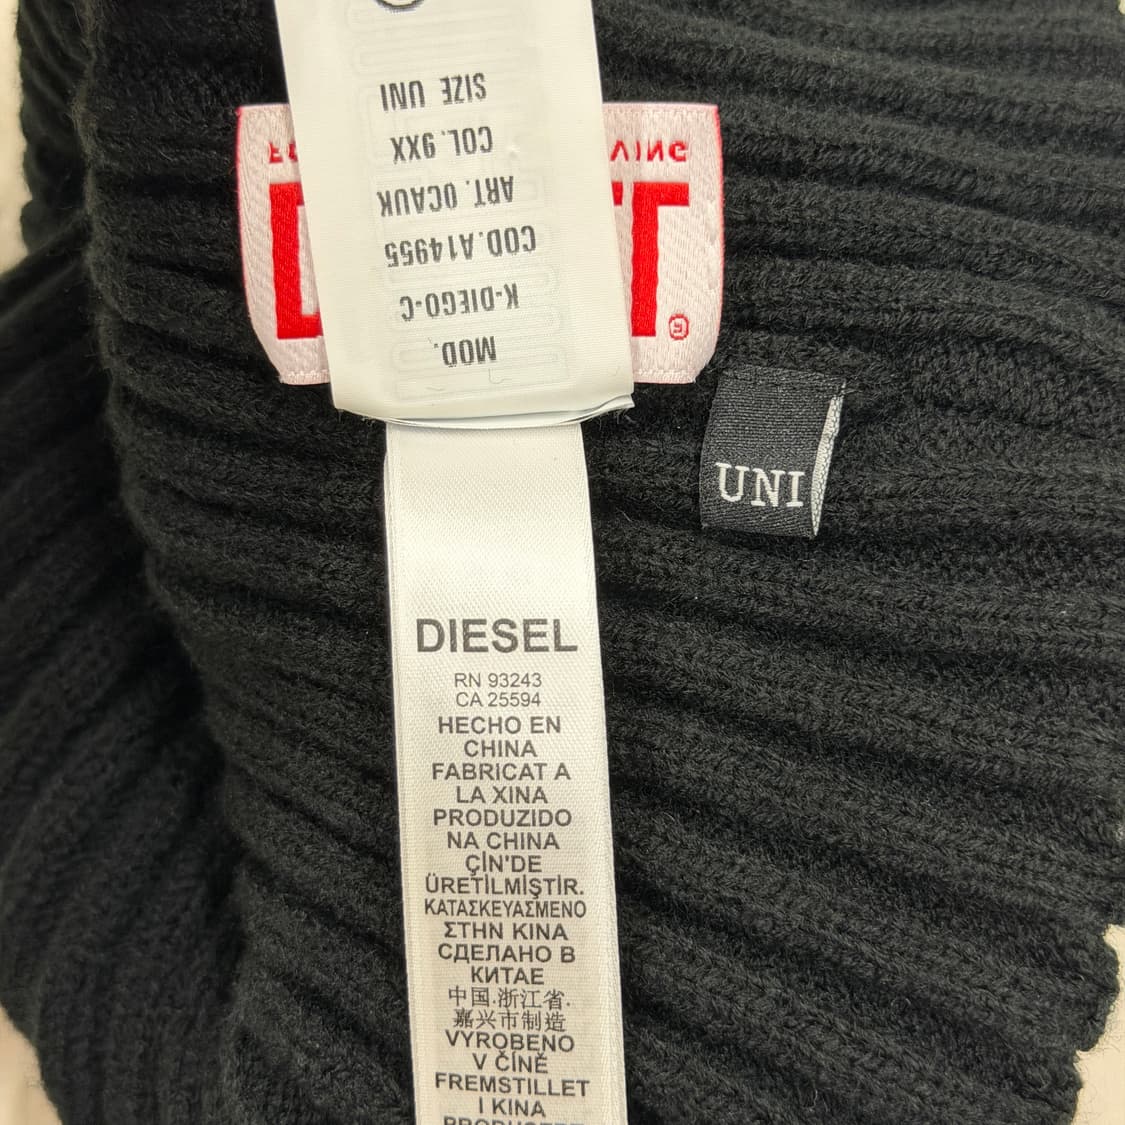 MOD.
K-DIEGO-C
COD.A14955
ART. 0CAUK
COL. 9XX
SIZE UNI
UNI
DIESEL
RN 93243
CA 25594
HECHO EN
CHINA
FABRICAT A
LA XINA
PRODUZIDO
NA CHINA
ÇİN'DE
ÜRETİLMİŞTİR.
ΚΑΤΑΣΚΕΥΑΣΜΕΝΟ
ΣΤΗΝ ΚΙΝΑ
СДЕЛАНО В
КИТАЕ
中国.浙江省.
嘉兴市制造
VYROBENO
V ČÍNĚ
FREMSTILLET
I KINA